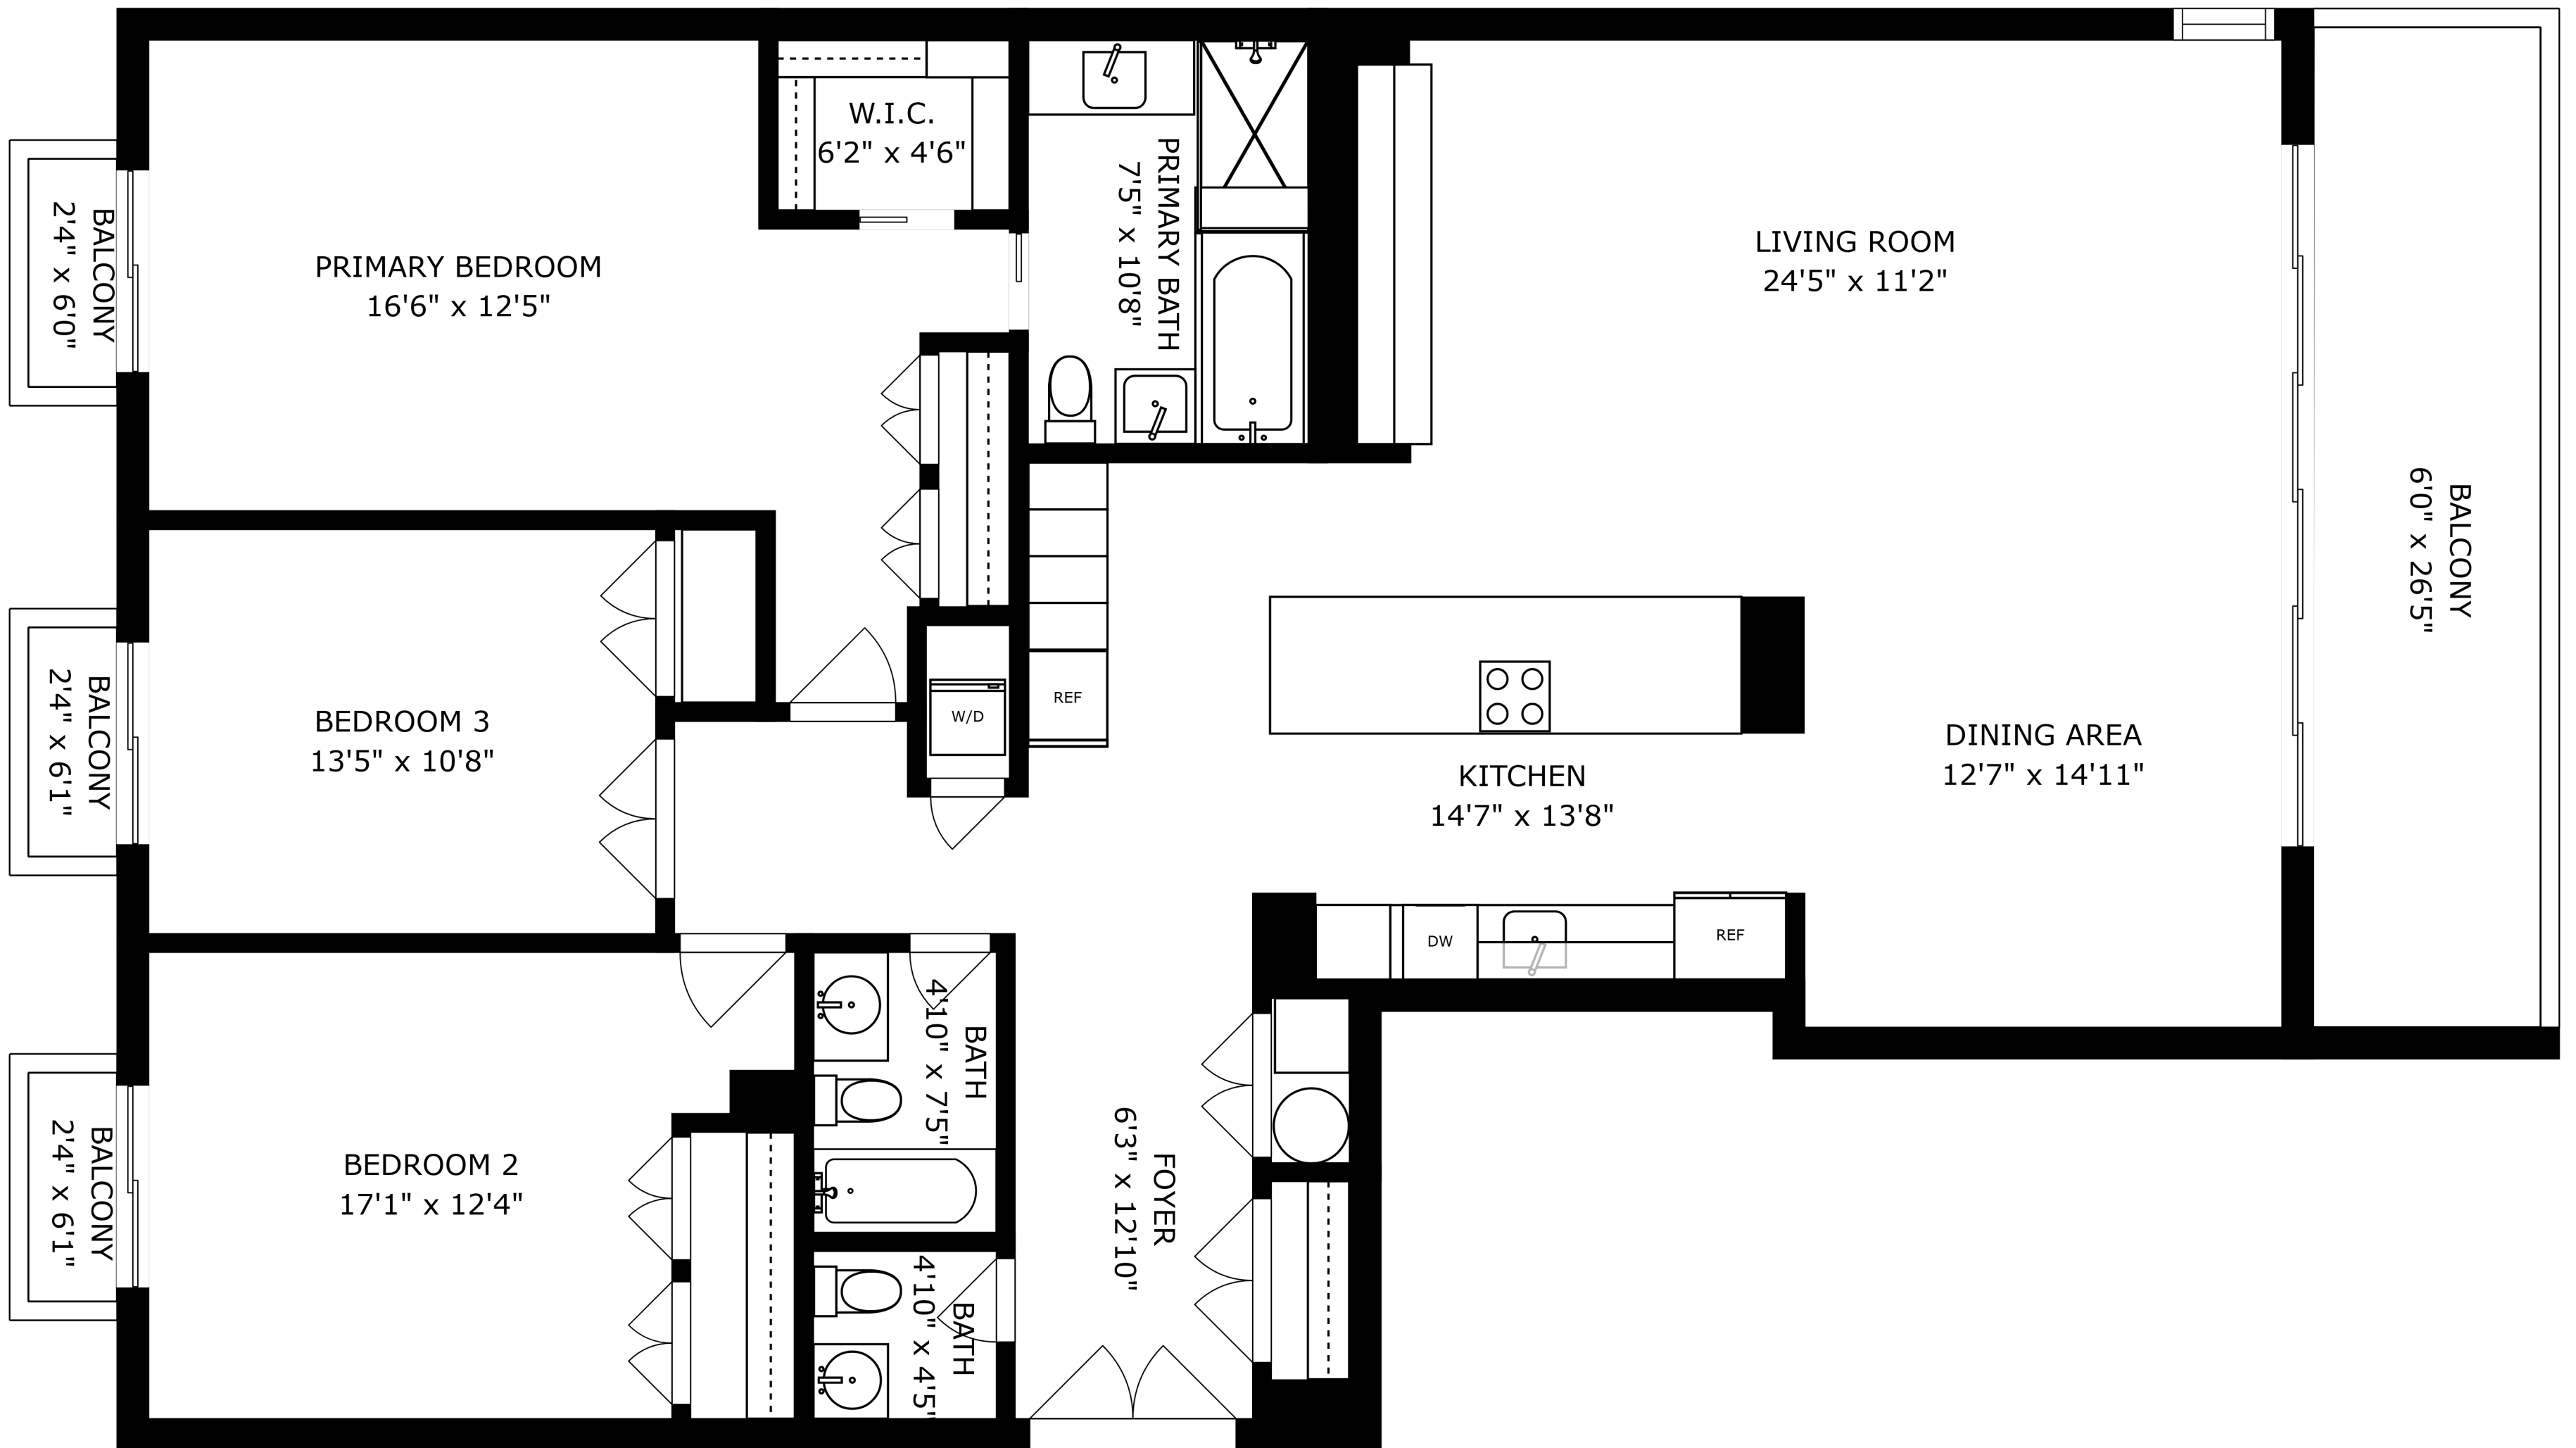 W.I.C.
6'2" x 4'6"
PRIMARY BATH
7'5" x 10'8"
LIVING ROOM
24'5" x 11'2"
BALCONY
2'4" x 6'0"
PRIMARY BEDROOM
16'6" x 12'5"
BALCONY
6'0" x 26'5"
BALCONY
2'4" x 6'1"
BEDROOM 3
13'5" x 10'8"
W/D
REF
KITCHEN
14'7" x 13'8"
DINING AREA
12'7" x 14'11"
DW
REF
BALCONY
2'4" x 6'1"
BEDROOM 2
17'1" x 12'4"
BATH
4'10" x 7'5"
FOYER
6'3" x 12'10"
BATH
4'10" x 4'5"